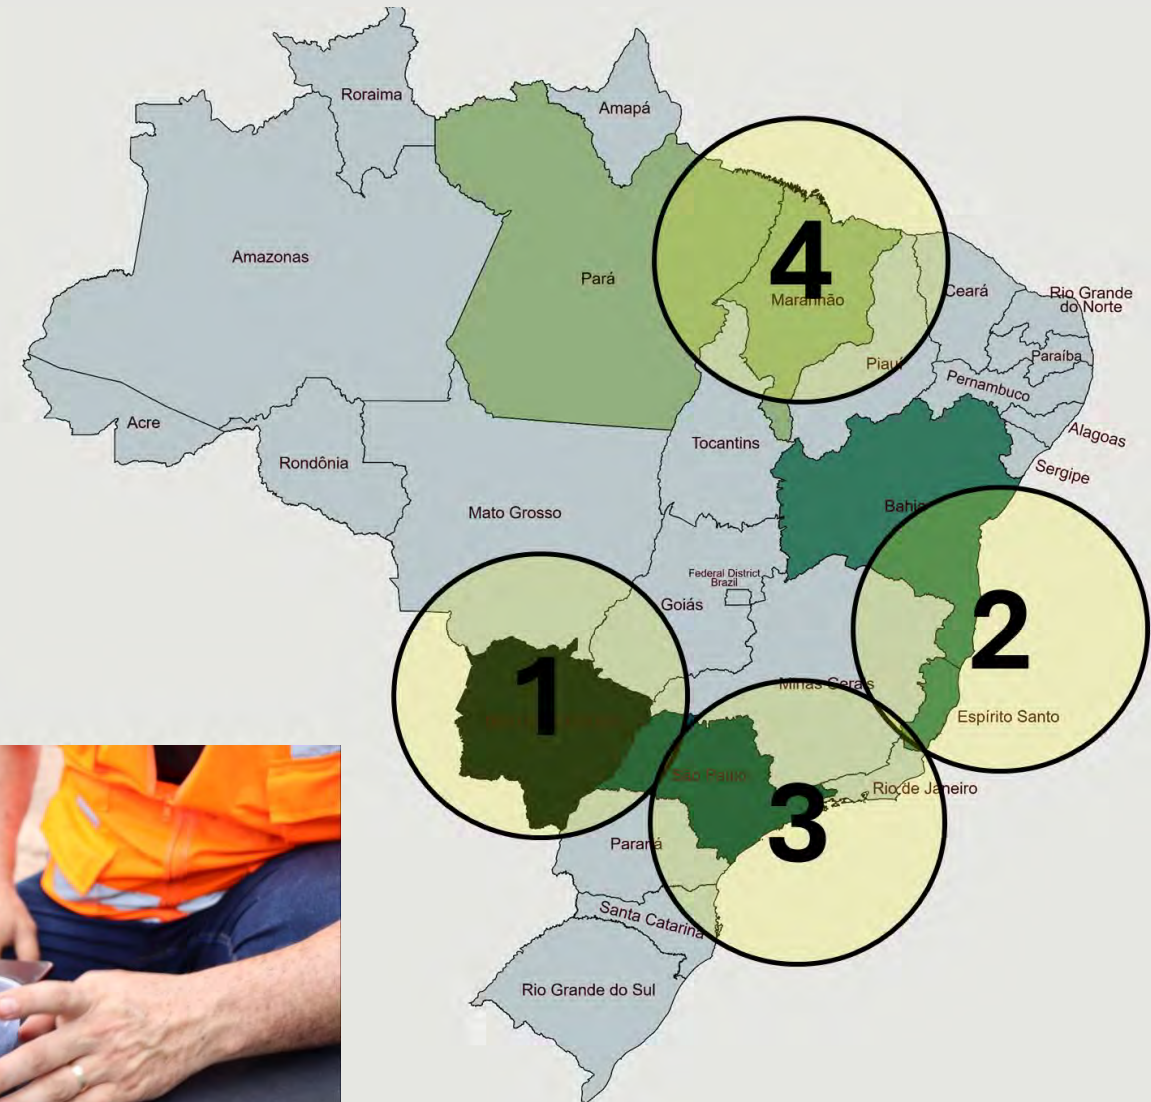 Roraima
Amapá
4
Amazonas
Pará
Maranhão
Ceará
Rio Grande
do Norte
Piauí
Paraíba
Pernambuco
Acre
Tocantins
Alagoas
Rondônia
Sergipe
Mato Grosso
Bahia
Federal District
Brazil
Goiás
2
1
Minas Gerais
Espírito Santo
São Paulo
3
Rio de Janeiro
Paraná
Santa Catarina
Rio Grande do Sul